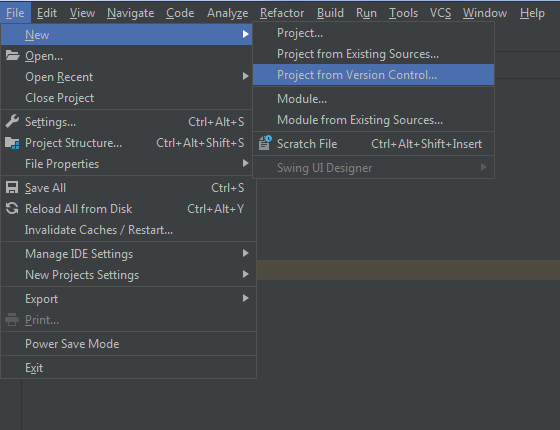 File Edit View Navigate Code Analyze Refactor Build Run Tools VCS Window Help
New
Open...
Open Recent
Close Project
Settings... Ctrl+Alt+S
Project Structure... Ctrl+Alt+Shift+S
File Properties
Save All Ctrl+S
Reload All from Disk Ctrl+Alt+Y
Invalidate Caches / Restart...
Manage IDE Settings
New Projects Settings
Export
Print...
Power Save Mode
Exit
Project...
Project from Existing Sources...
Project from Version Control...
Module...
Module from Existing Sources...
Scratch File Ctrl+Alt+Shift+Insert
Swing UI Designer